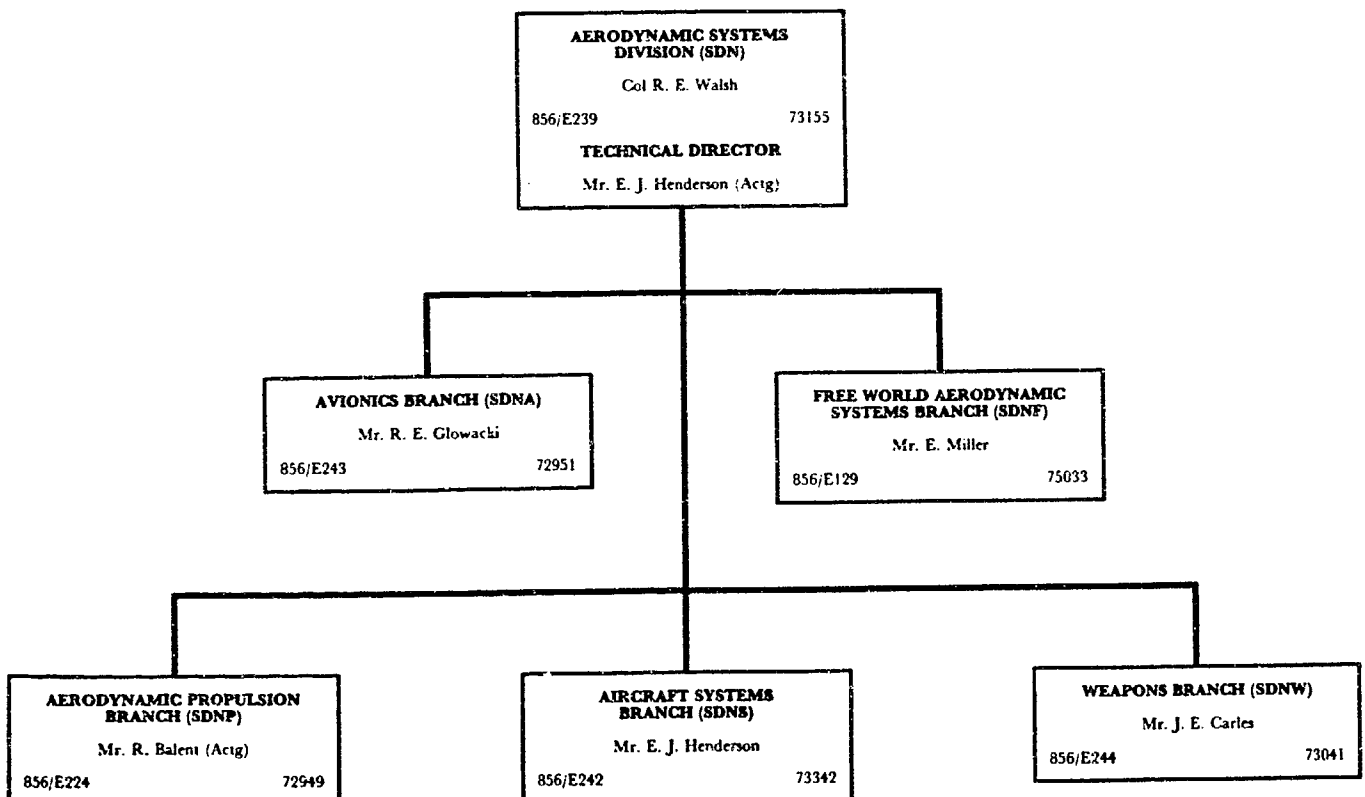 AERODYNAMIC SYSTEMS
DIVISION (SDN)
Col R. E. Walsh
856/E239 73155
TECHNICAL DIRECTOR
Mr. E. J. Henderson (Actg)
AVIONICS BRANCH (SDNA)
Mr. R. E. Glowacki
856/E243 72951
FREE WORLD AERODYNAMIC
SYSTEMS BRANCH (SDNF)
Mr. E. Miller
856/E129 75033
AERODYNAMIC PROPULSION
BRANCH (SDNP)
Mr. R. Balent (Actg)
856/E224 72949
AIRCRAFT SYSTEMS
BRANCH (SDNS)
Mr. E. J. Henderson
856/E242 73342
WEAPONS BRANCH (SDNW)
Mr. J. E. Carles
856/E244 73041